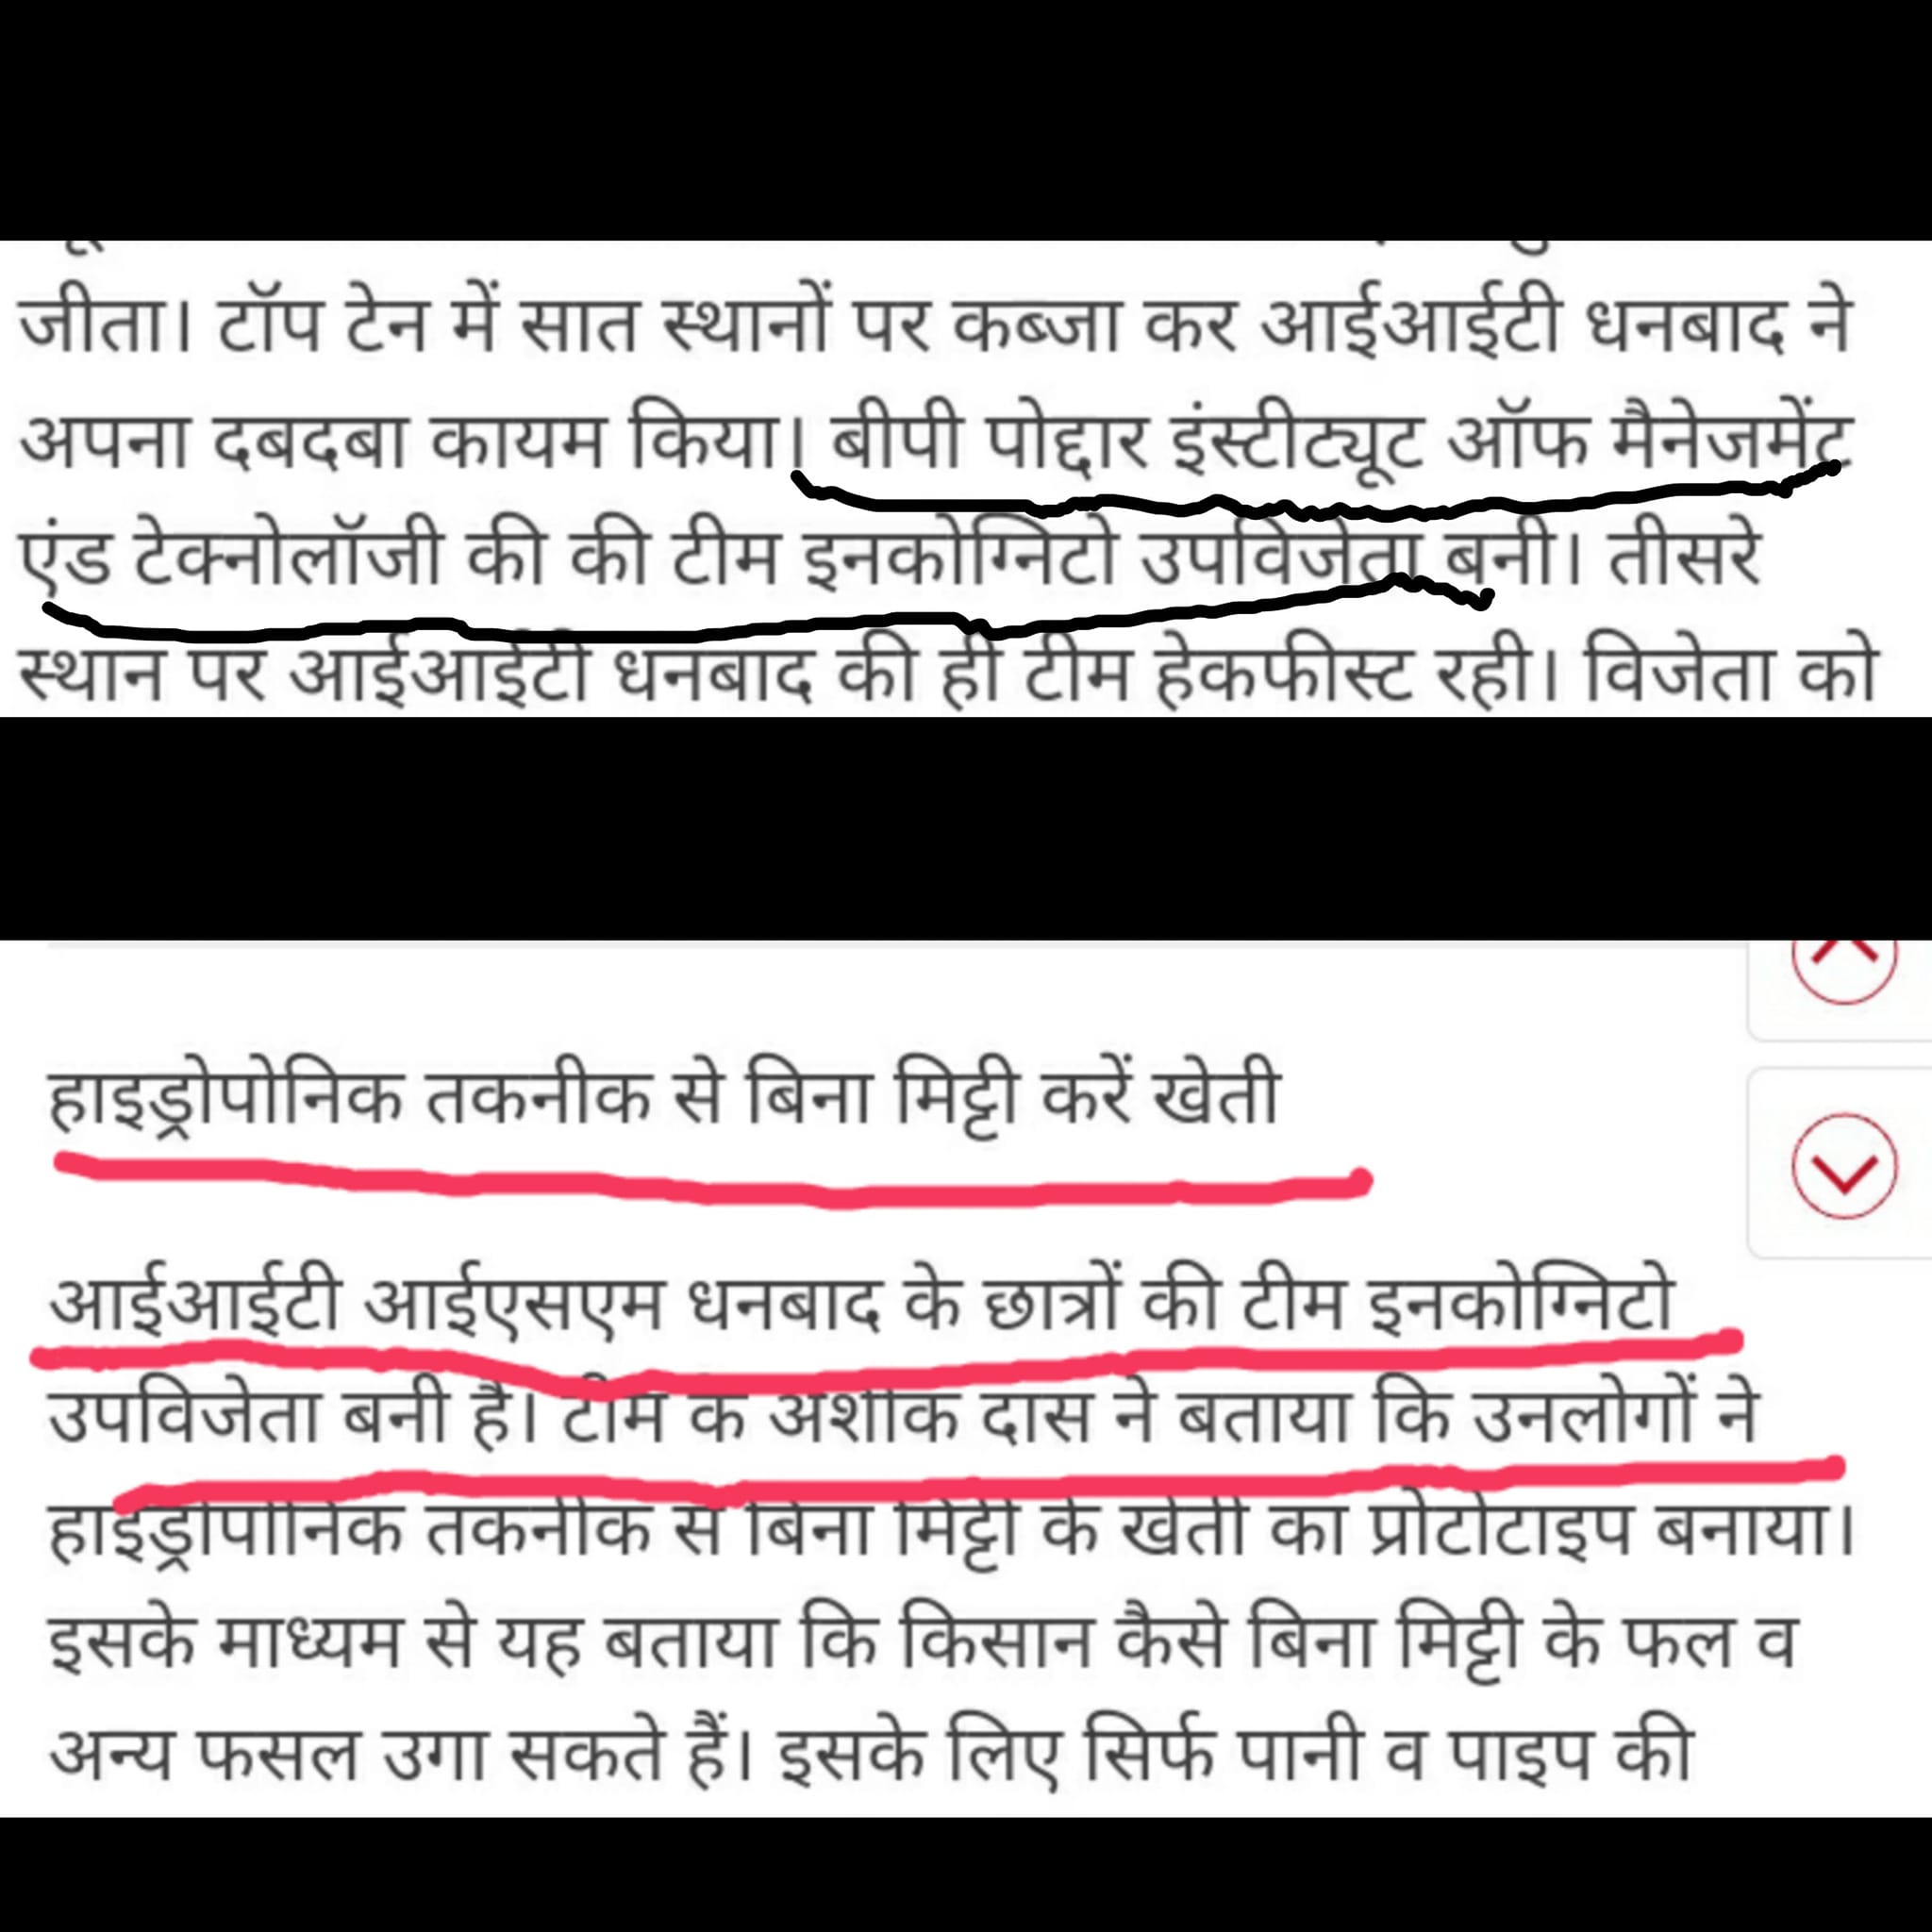 जीता। टॉप टेन में सात स्थानों पर कब्जा कर आईआईटी धनबाद ने
अपना दबदबा कायम किया। बीपी पोद्दार इंस्टीट्यूट ऑफ मैनेजमेंट
एंड टेक्नोलॉजी की की टीम इनकोग्निटो उपविजेता बनी। तीसरे
स्थान पर आईआईटी धनबाद की ही टीम हेकफीस्ट रही। विजेता को
हाइड्रोपोनिक तकनीक से बिना मिट्टी करें खेती
आईआईटी आईएसएम धनबाद के छात्रों की टीम इनकोग्निटो
उपविजेता बनी है। टीम के अशोक दास ने बताया कि उनलोगों ने
हाइड्रोपोनिक तकनीक से बिना मिट्टी के खेती का प्रोटोटाइप बनाया।
इसके माध्यम से यह बताया कि किसान कैसे बिना मिट्टी के फल व
अन्य फसल उगा सकते हैं। इसके लिए सिर्फ पानी व पाइप की